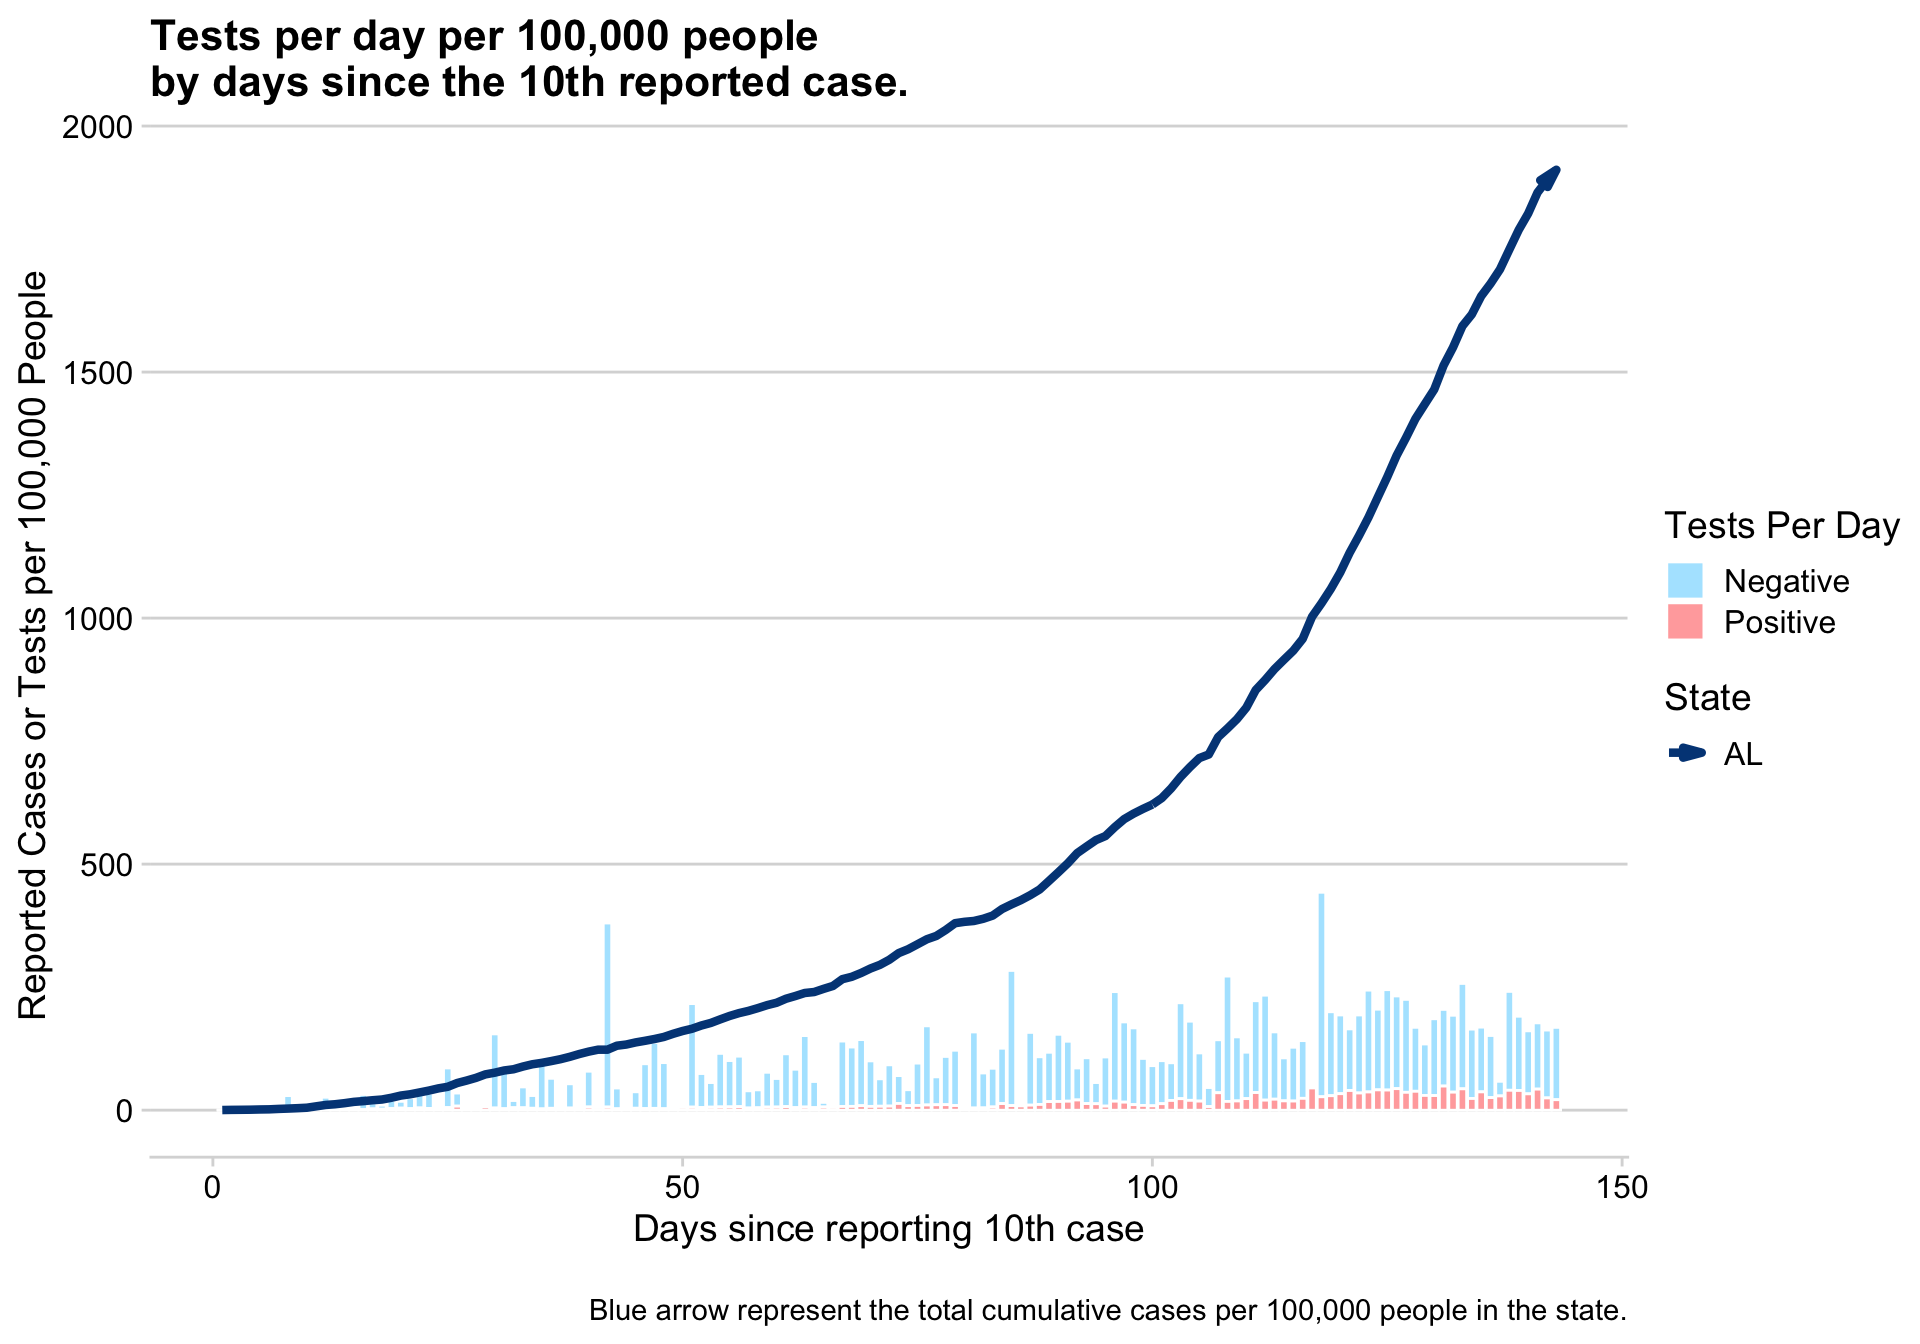 Tests per day per 100,000 people
by days since the 10th reported case.
Reported Cases or Tests per 100,000 People
2000
1500
1000
500
0
0 50 100 150
Days since reporting 10th case
Tests Per Day
Negative
Positive
State
AL
Blue arrow represent the total cumulative cases per 100,000 people in the state.